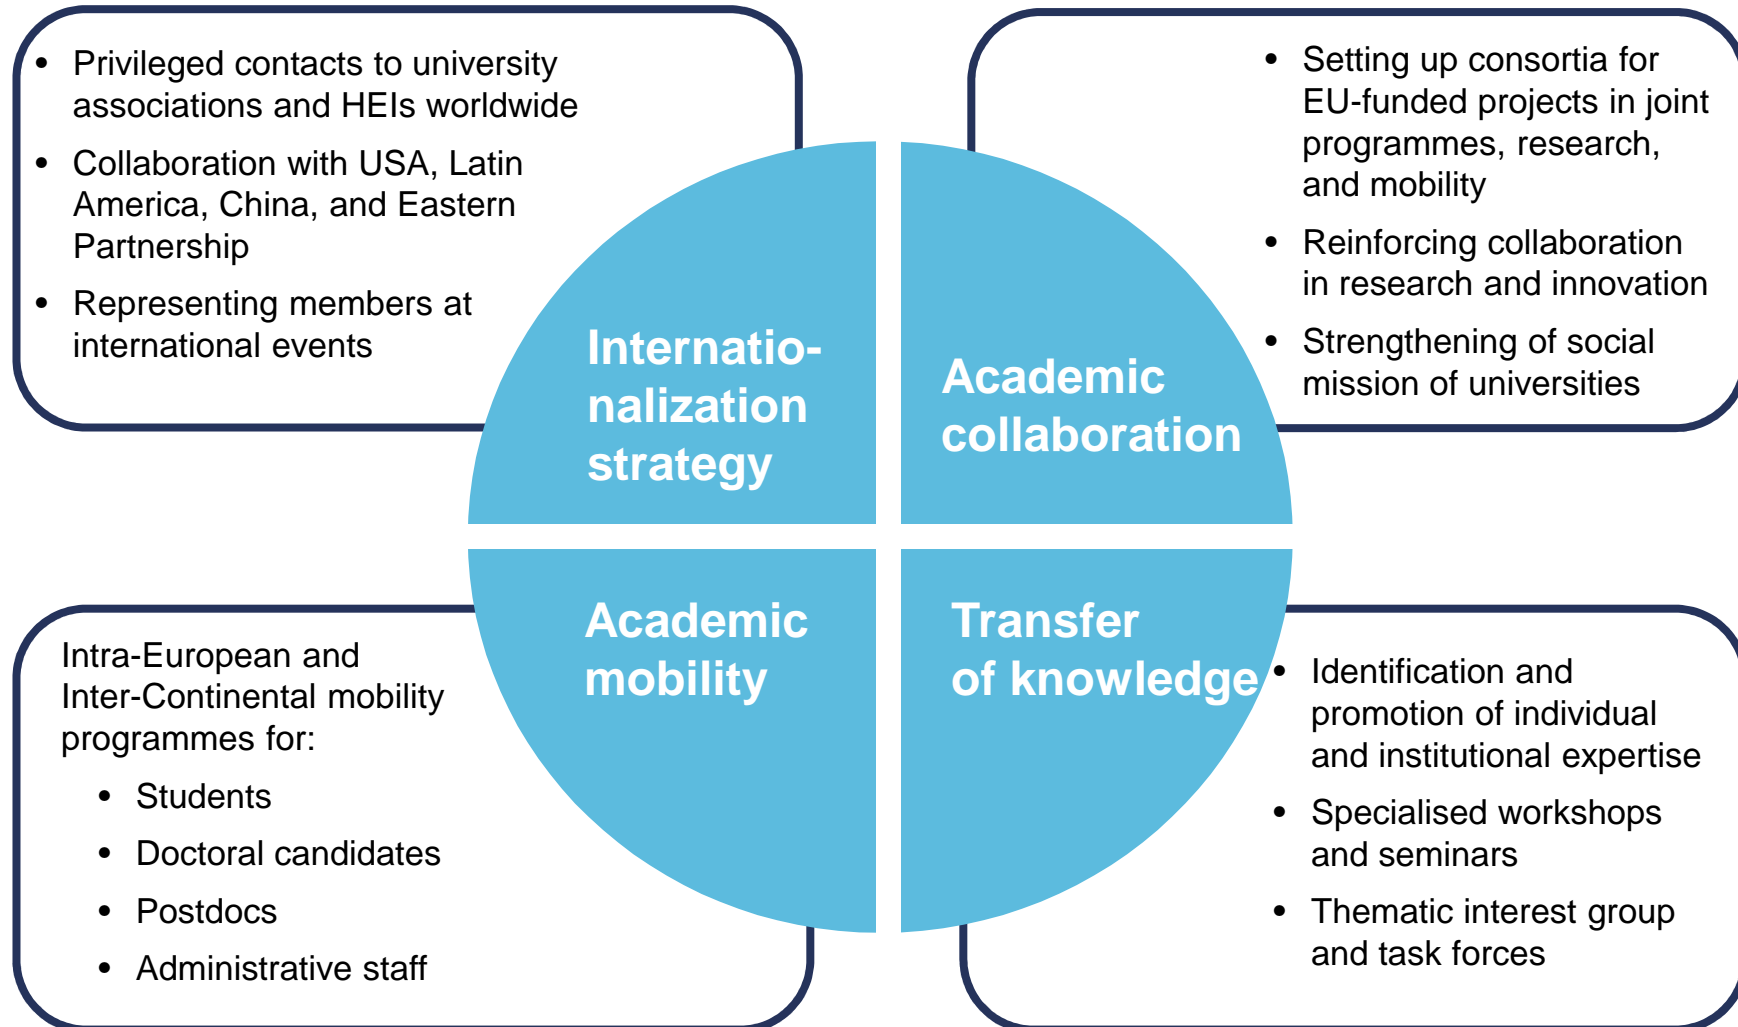 • Privileged contacts to university
associations and HEIs worldwide
• Collaboration with USA, Latin
America, China, and Eastern
Partnership
• Representing members at
international events
Internatio-
nalization
strategy
• Setting up consortia for
EU-funded projects in joint
programmes, research,
and mobility
• Reinforcing collaboration
in research and innovation
• Strengthening of social
mission of universities
Academic
collaboration
Intra-European and
Inter-Continental mobility
programmes for:
• Students
• Doctoral candidates
• Postdocs
• Administrative staff
Academic
mobility
Transfer
of knowledge
• Identification and
promotion of individual
and institutional expertise
• Specialised workshops
and seminars
• Thematic interest group
and task forces